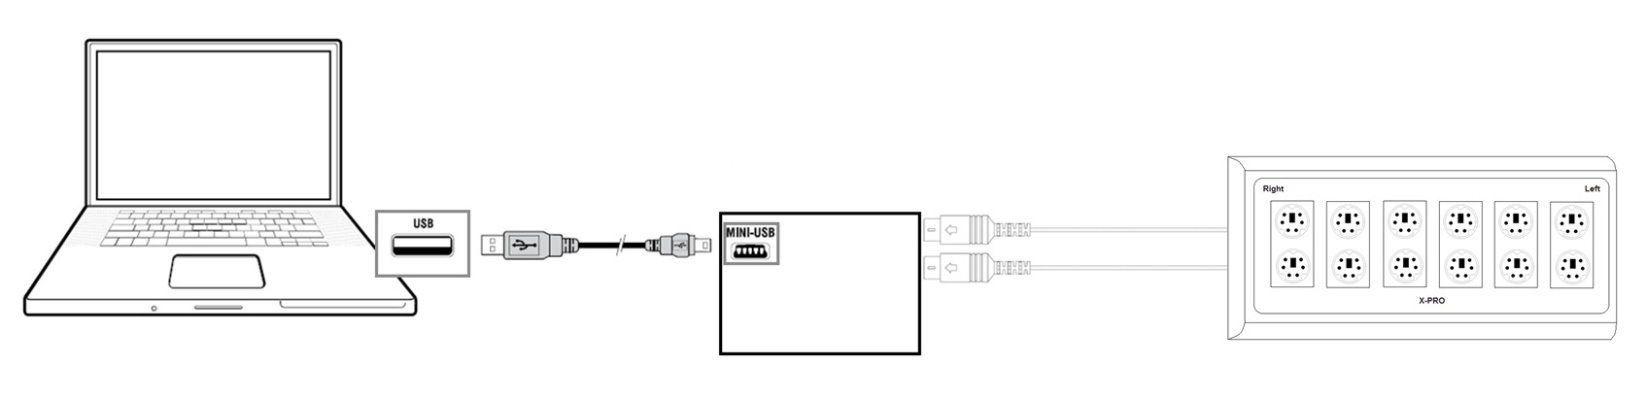 USB
MINI-USB
Right
Left
X-PRO